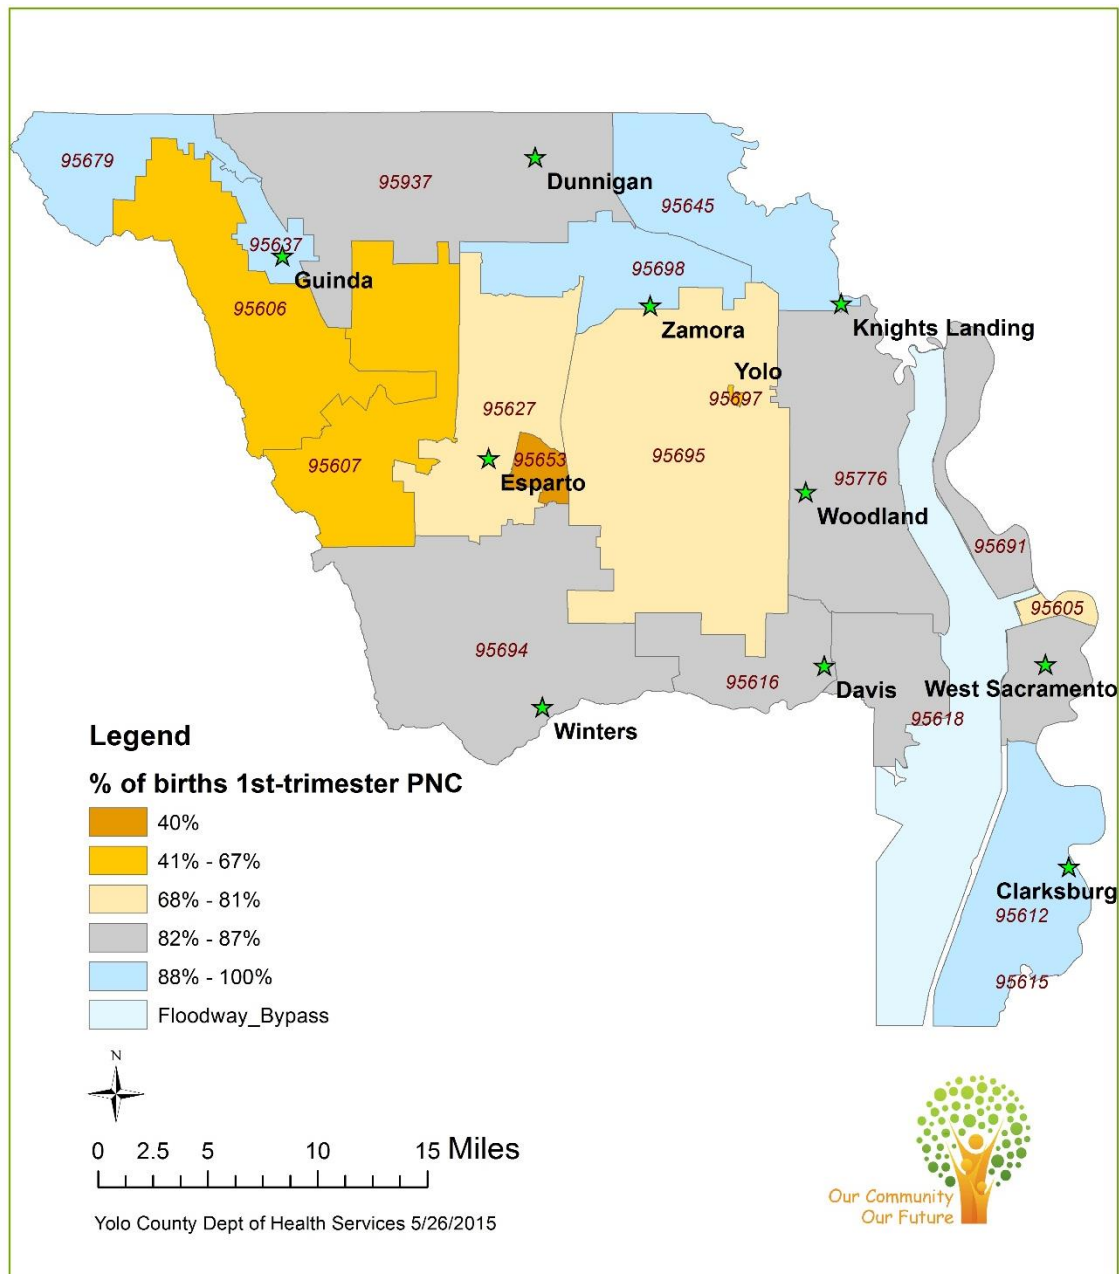 95679
95937
Dunnigan
95645
95637
Guinda
95698
95606
Zamora
Knights Landing
Yolo
95697
95627
95653
Esparto
95695
95607
95776
Woodland
95691
95605
95694
95616
Davis
West Sacramento
95618
Winters
Clarksburg
95612
95615
Legend
% of births 1st-trimester PNC
40%
41% - 67%
68% - 81%
82% - 87%
88% - 100%
Floodway_Bypass
N
0 2.5 5 10 15 Miles
Yolo County Dept of Health Services 5/26/2015
Our Community
Our Future